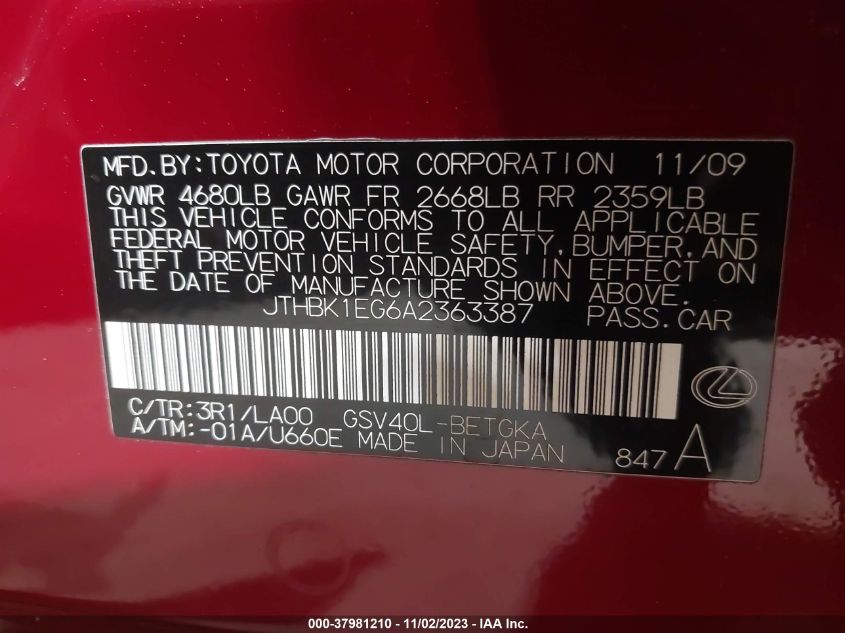 MFD.BY:TOYOTA MOTOR CORPORATION 11/09
GVWR 4680LB GAWR FR 2668LB RR 2359LB
THIS VEHICLE CONFORMS TO ALL APPLICABLE
FEDERAL MOTOR VEHICLE SAFETY,BUMPER,AND
THEFT PREVENTION STANDARDS IN EFFECT ON
THE DATE OF MANUFACTURE SHOWN ABOVE.
JTHBK1EG6A2363387 PASS.CAR
C/TR:3R1/LA00 GSV40L-BETGKA
A/TM:-01A/U660E MADE IN JAPAN 847A
000-37981210 - 11/02/2023 - IAA Inc.